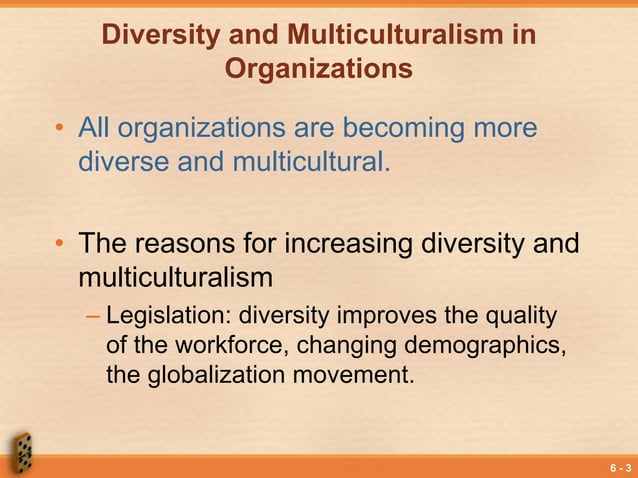 Diversity and Multiculturalism in
Organizations
• All organizations are becoming more
diverse and multicultural.
• The reasons for increasing diversity and
multiculturalism
– Legislation: diversity improves the quality
of the workforce, changing demographics,
the globalization movement.
6 - 3